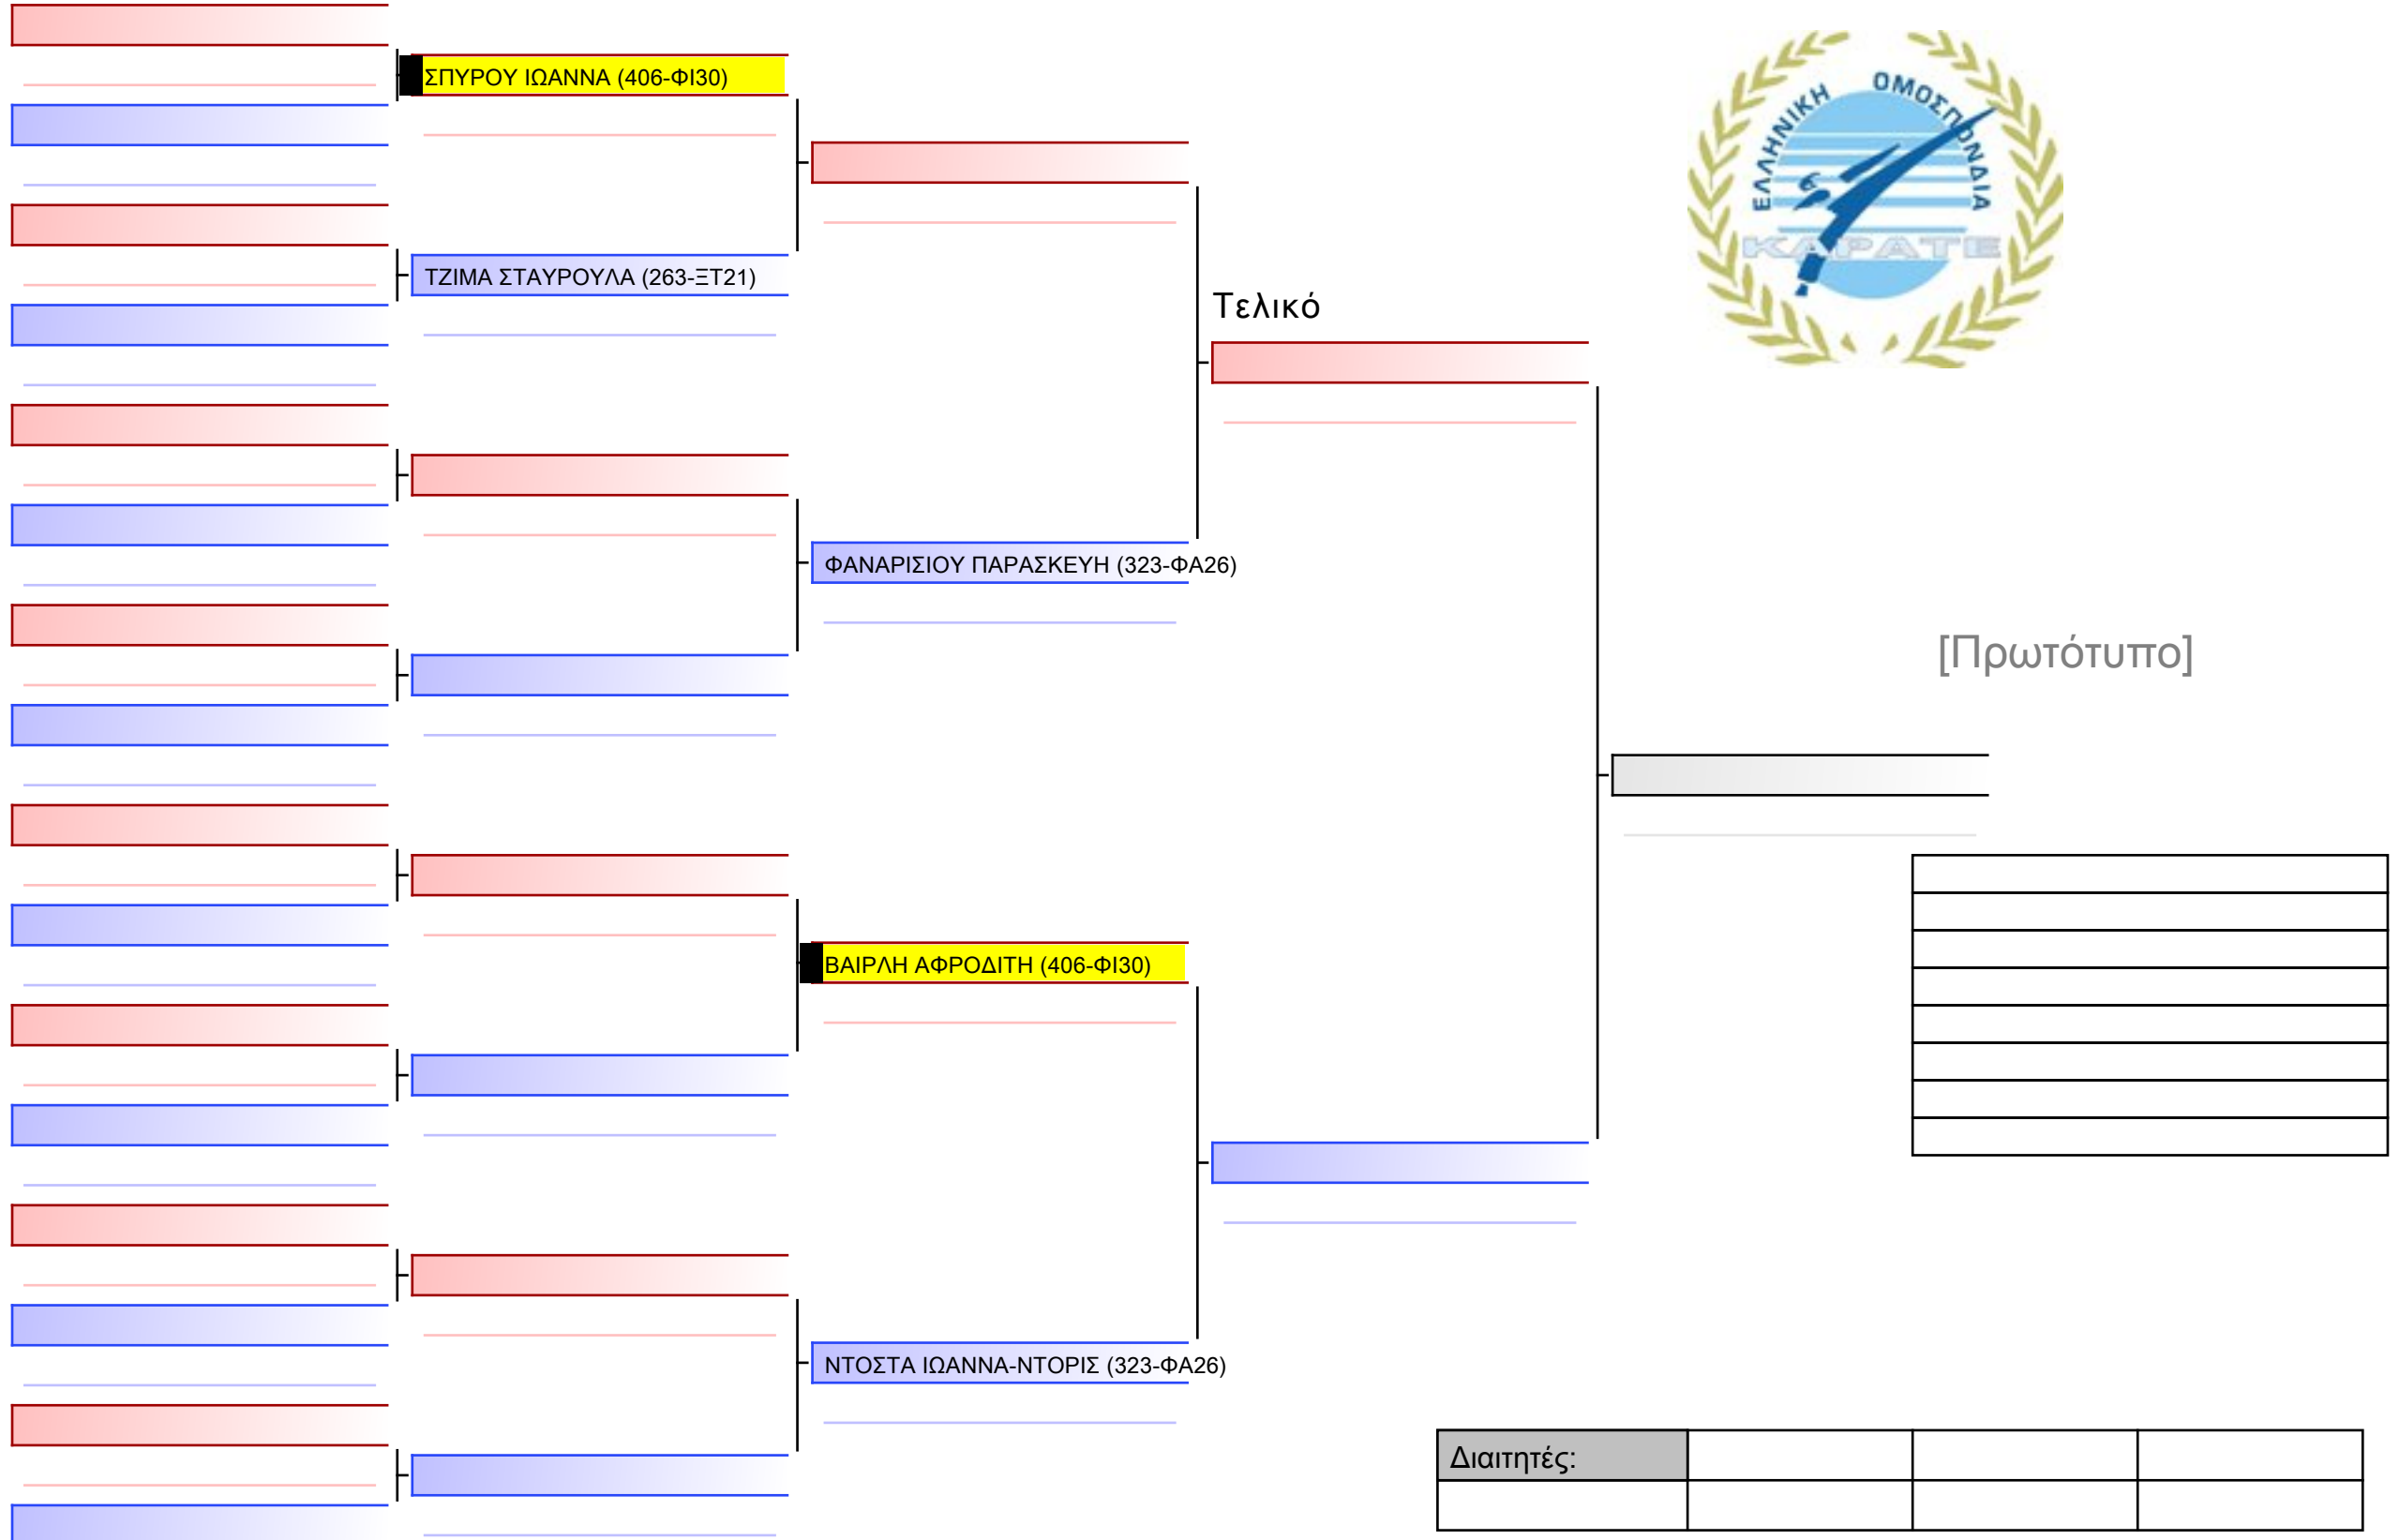 ΣΠΥΡΟΥ ΙΩΑΝΝΑ (406-ΦΙ30)
ΤΖΙΜΑ ΣΤΑΥΡΟΥΛΑ (263-ΞΤ21)
ΕΛΛΗΝΙΚΗ ΟΜΟΣΠΟΝΔΙΑ
ΚΑΡΑΤΕ
Τελικό
ΦΑΝΑΡΙΣΙΟΥ ΠΑΡΑΣΚΕΥΗ (323-ΦΑ26)
[Πρωτότυπο]
ΒΑΙΡΛΗ ΑΦΡΟΔΙΤΗ (406-ΦΙ30)
ΝΤΟΣΤΑ ΙΩΑΝΝΑ-ΝΤΟΡΙΣ (323-ΦΑ26)
Διαιτητές: